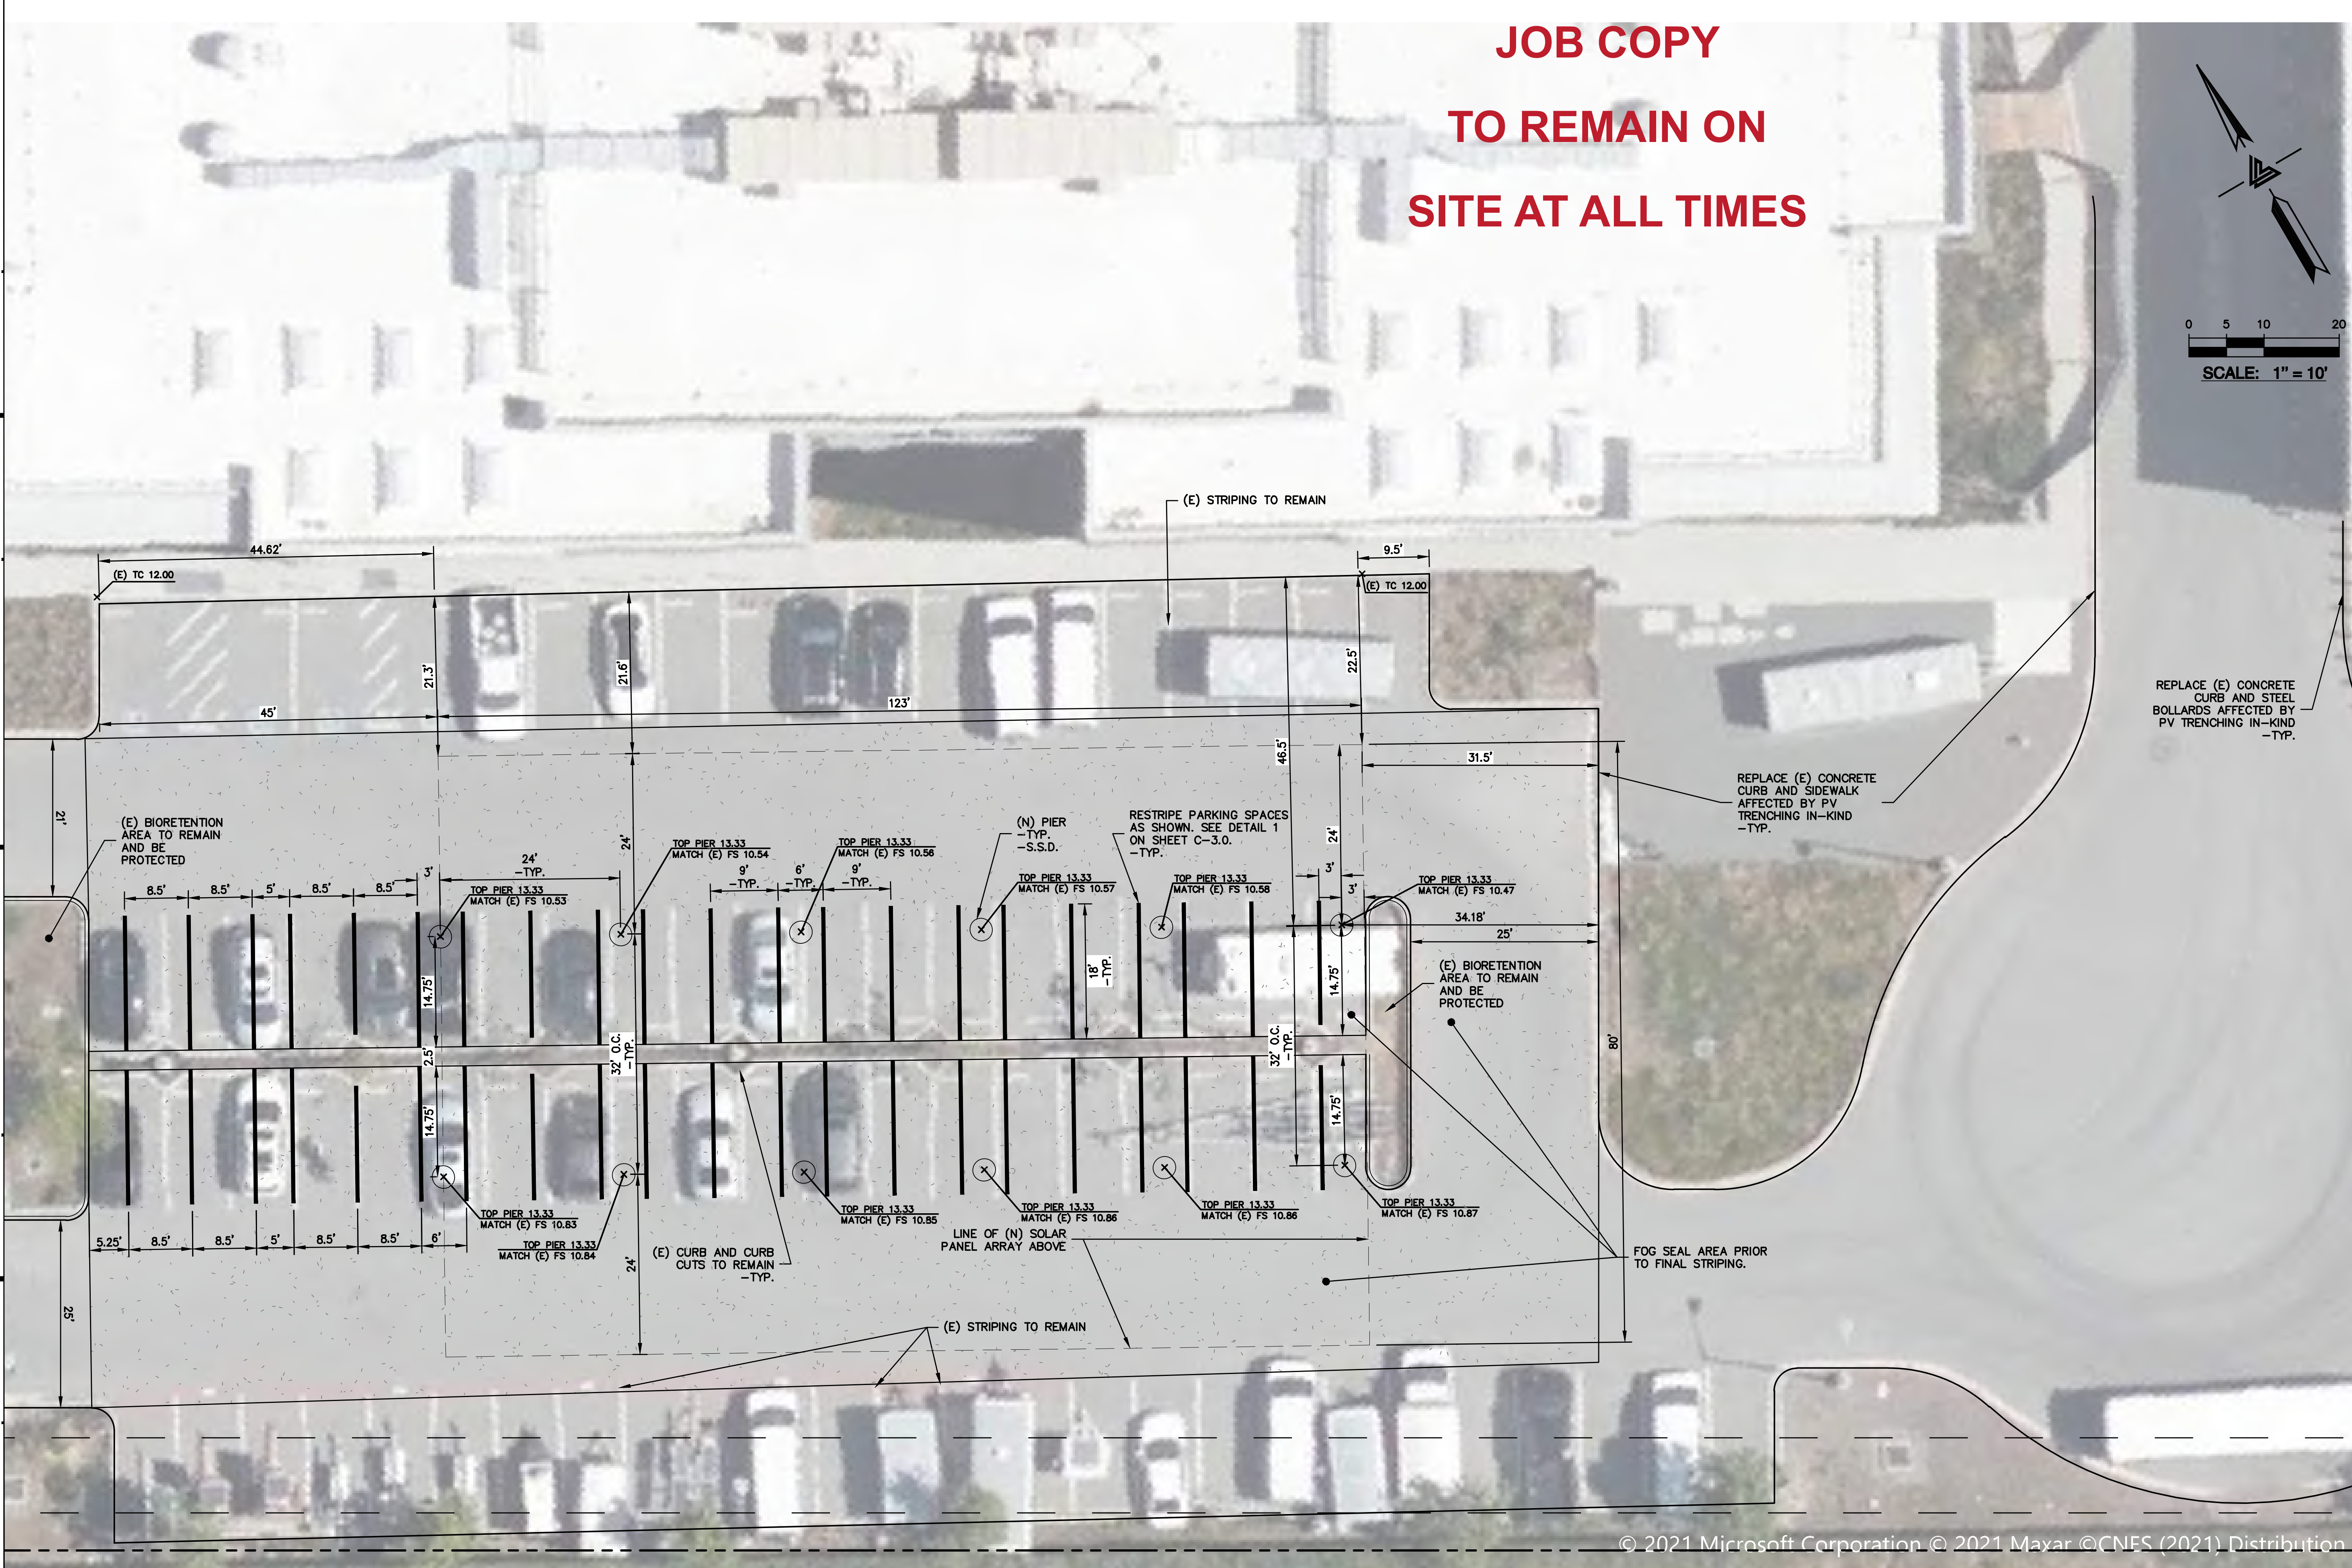 JOB COPY
TO REMAIN ON
SITE AT ALL TIMES
0 5 10 20
SCALE: 1" = 10'
(E) STRIPING TO REMAIN
44.62'
(E) TC 12.00
9.5'
(E) TC 12.00
21.3'
21.6'
22.5'
45'
123'
46.5'
31.5'
REPLACE (E) CONCRETE
CURB AND STEEL
BOLLARDS AFFECTED BY
PV TRENCHING IN-KIND
-TYP.
REPLACE (E) CONCRETE
CURB AND SIDEWALK
AFFECTED BY PV
TRENCHING IN-KIND
-TYP.
21'
(E) BIORETENTION
AREA TO REMAIN
AND BE
PROTECTED
24'
24'
(N) PIER
-TYP.
-S.S.D.
RESTRIPE PARKING SPACES
AS SHOWN. SEE DETAIL 1
ON SHEET C-3.0.
-TYP.
TOP PIER 13.33
MATCH (E) FS 10.54
TOP PIER 13.33
MATCH (E) FS 10.56
24'
-TYP.
3'
9'
-TYP.
6'
-TYP.
9'
-TYP.
3'
3'
8.5'
8.5'
5'
8.5'
8.5'
TOP PIER 13.33
MATCH (E) FS 10.53
TOP PIER 13.33
MATCH (E) FS 10.57
TOP PIER 13.33
MATCH (E) FS 10.58
TOP PIER 13.33
MATCH (E) FS 10.47
34.18'
25'
18'
-TYP.
14.75'
14.75'
(E) BIORETENTION
AREA TO REMAIN
AND BE
PROTECTED
2.5'
32' O.C.
-TYP.
32' O.C.
-TYP.
80'
14.75'
14.75'
TOP PIER 13.33
MATCH (E) FS 10.83
TOP PIER 13.33
MATCH (E) FS 10.85
TOP PIER 13.33
MATCH (E) FS 10.86
TOP PIER 13.33
MATCH (E) FS 10.86
TOP PIER 13.33
MATCH (E) FS 10.87
5.25'
8.5'
8.5'
5'
8.5'
8.5'
6'
TOP PIER 13.33
MATCH (E) FS 10.84
24'
(E) CURB AND CURB
CUTS TO REMAIN
-TYP.
LINE OF (N) SOLAR
PANEL ARRAY ABOVE
FOG SEAL AREA PRIOR
TO FINAL STRIPING.
25'
(E) STRIPING TO REMAIN
© 2021 Microsoft Corporation © 2021 Maxar ©CNES (2021) Distribution